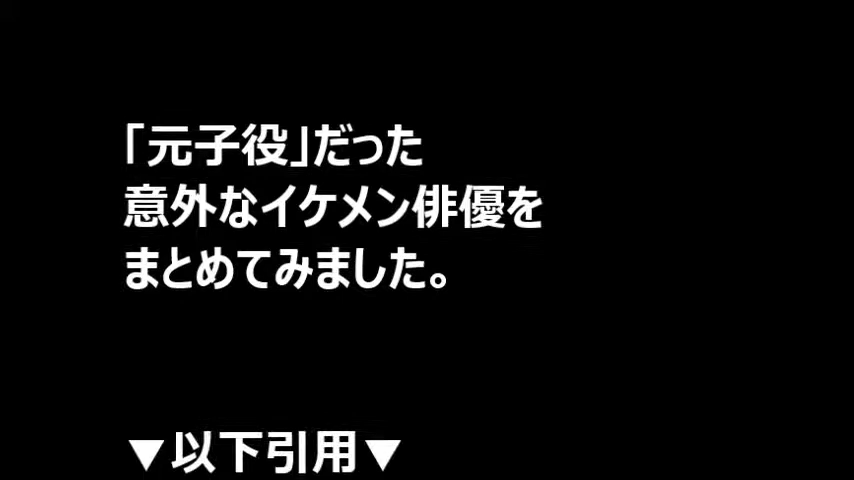 「元子役」だった
意外なイケメン俳優を
まとめてみました。
▼以下引用▼